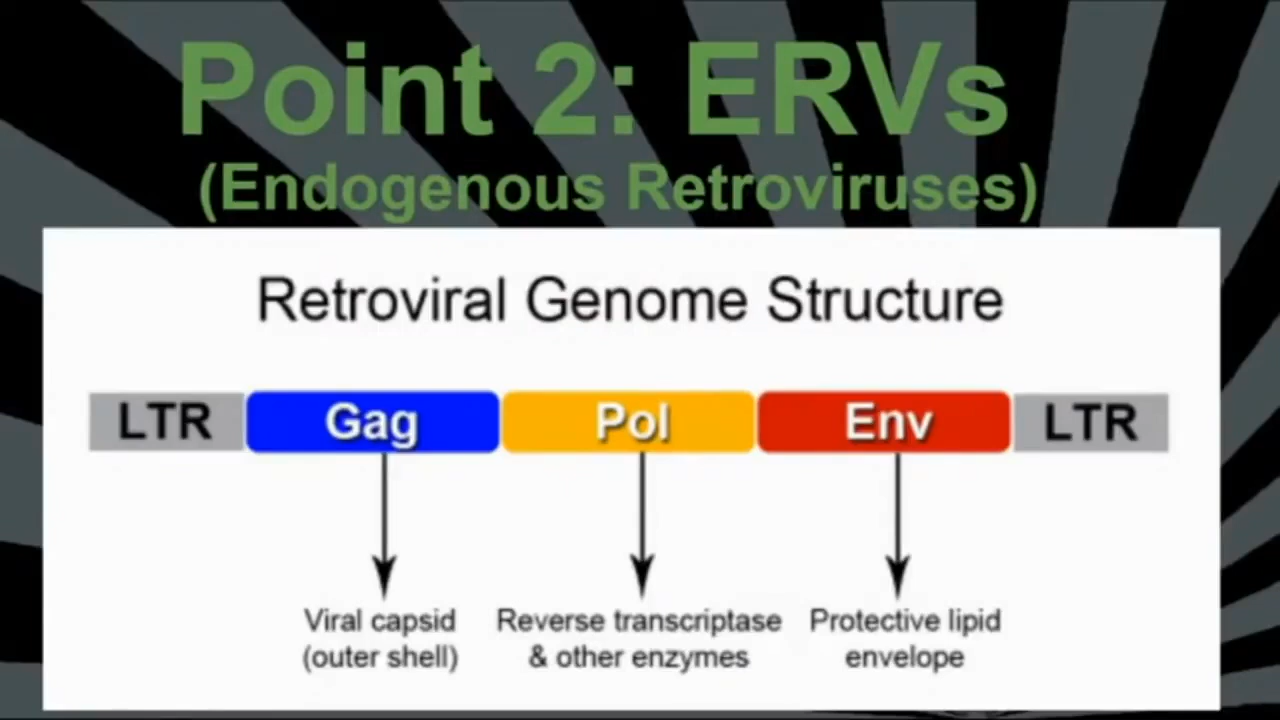 Point 2: ERVs
(Endogenous Retroviruses)
Retroviral Genome Structure
LTR Gag Pol Env LTR
Viral capsid Reverse transcriptase Protective lipid
(outer shell) & other enzymes envelope